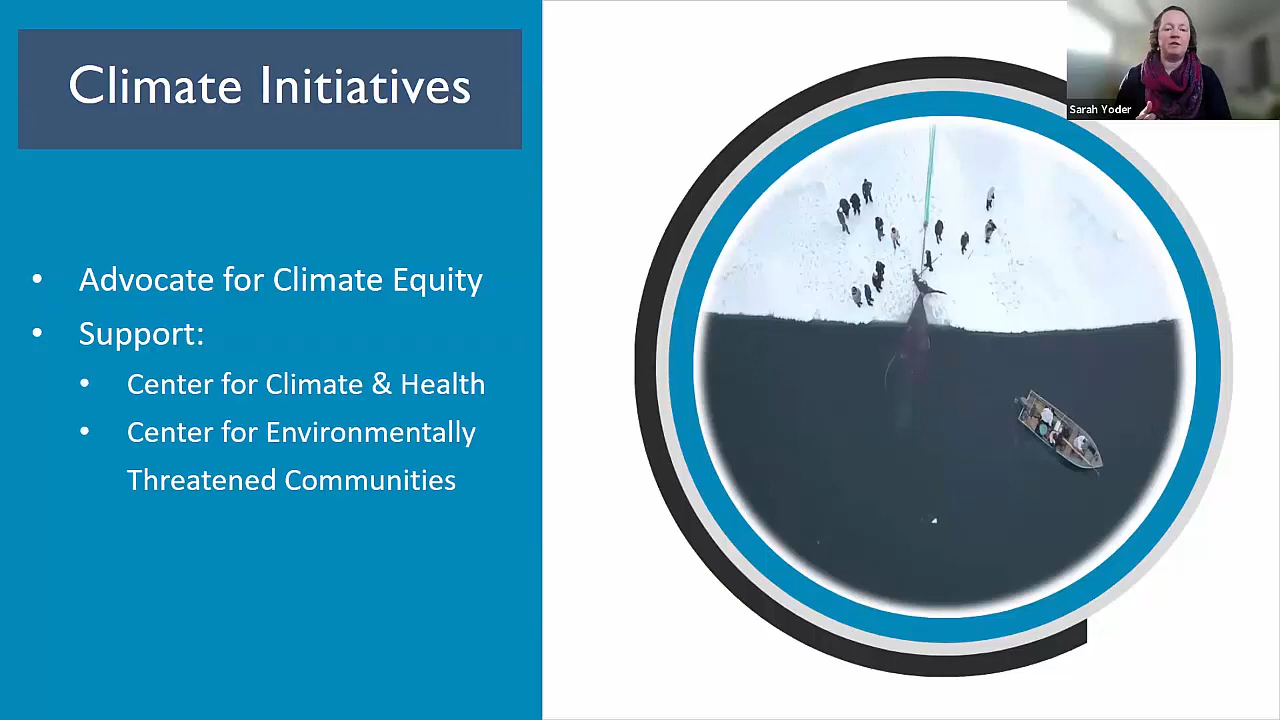 Climate Initiatives
• Advocate for Climate Equity
• Support:
• Center for Climate & Health
• Center for Environmentally
Threatened Communities
Sarah Yoder